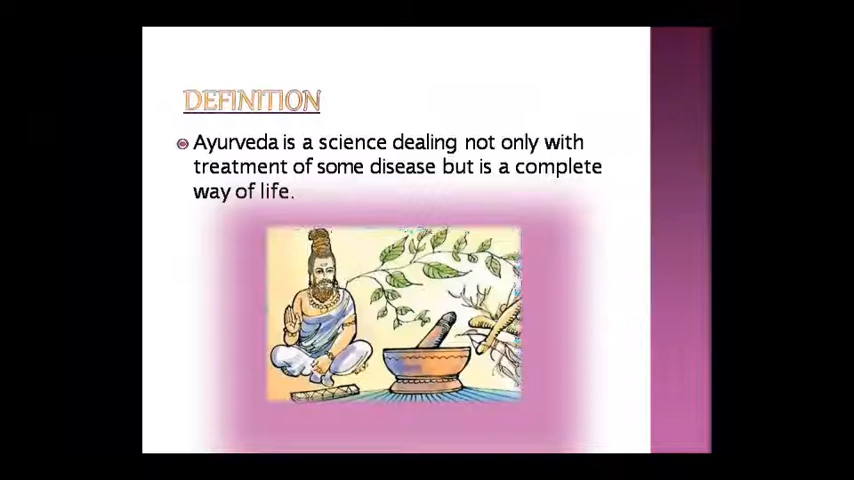 DEFINITION
Ayurveda is a science dealing not only with
treatment of some disease but is a complete
way of life.